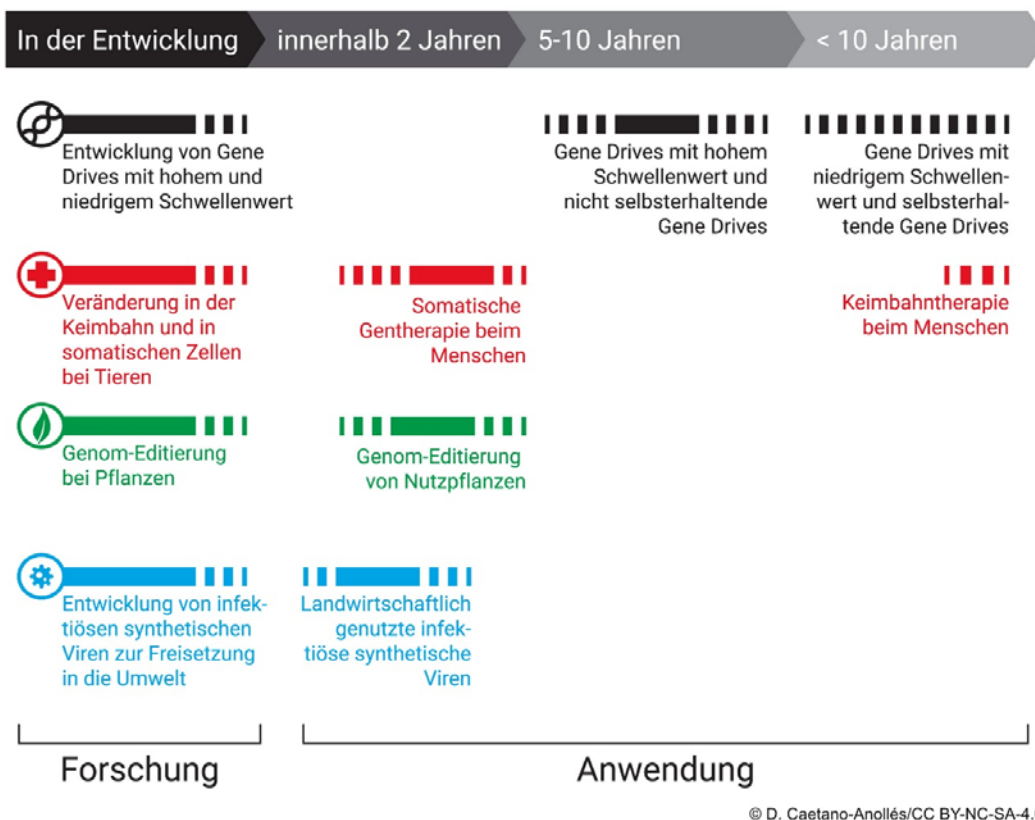 In der Entwicklung
innerhalb 2 Jahren
5-10 Jahren
< 10 Jahren
Entwicklung von Gene
Drives mit hohem und
niedrigem Schwellenwert
Gene Drives mit hohem
Schwellenwert und
nicht selbsterhaltende
Gene Drives
Gene Drives mit
niedrigem Schwellen-
wert und selbsterhal-
tende Gene Drives
Veränderung in der
Keimbahn und in
somatischen Zellen
bei Tieren
Somatische
Gentherapie beim
Menschen
Keimbahntherapie
beim Menschen
Genom-Editierung
bei Pflanzen
Genom-Editierung
von Nutzpflanzen
Entwicklung von infek-
tiösen synthetischen
Viren zur Freisetzung
in die Umwelt
Landwirtschaftlich
genutzte infek-
tiöse synthetische
Viren
Forschung
Anwendung
© D. Caetano-Anollés/CC BY-NC-SA-4.